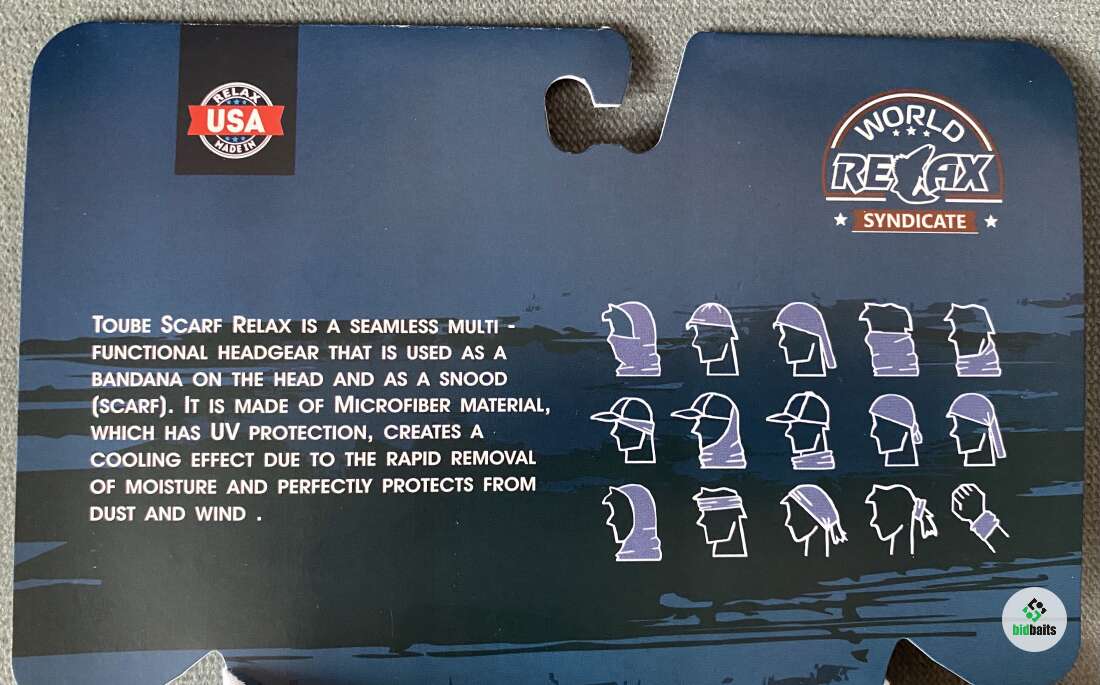 RELAX
USA
MADE IN
WORLD
RELAX
SYNDICATE
TOUBE SCARF RELAX IS A SEAMLESS MULTI -
FUNCTIONAL HEADGEAR THAT IS USED AS A
BANDANA ON THE HEAD AND AS A SNOOD
(SCARF). IT IS MADE OF MICROFIBER MATERIAL,
WHICH HAS UV PROTECTION, CREATES A
COOLING EFFECT DUE TO THE RAPID REMOVAL
OF MOISTURE AND PERFECTLY PROTECTS FROM
DUST AND WIND .
bidbaits